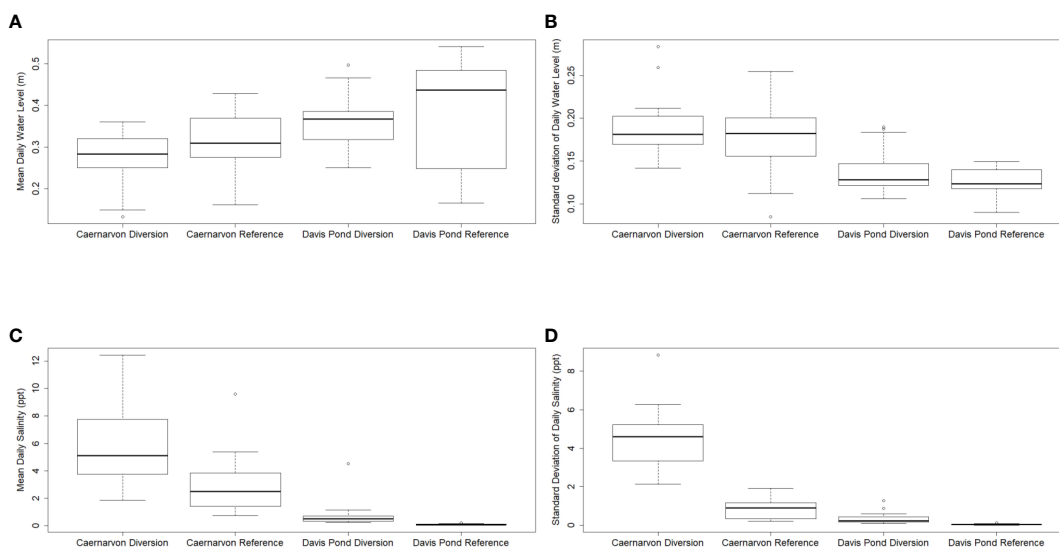 A
Mean Daily Water Level (m)
0.5
0.4
0.3
0.2
Caernarvon Diversion Caernarvon Reference Davis Pond Diversion Davis Pond Reference
B
Standard deviation of Daily Water Level (m)
0.25
0.20
0.15
0.10
Caernarvon Diversion Caernarvon Reference Davis Pond Diversion Davis Pond Reference
C
Mean Daily Salinity (ppt)
12
10
8
6
4
2
0
Caernarvon Diversion Caernarvon Reference Davis Pond Diversion Davis Pond Reference
D
Standard Deviation of Daily Salinity (ppt)
8
6
4
2
0
Caernarvon Diversion Caernarvon Reference Davis Pond Diversion Davis Pond Reference